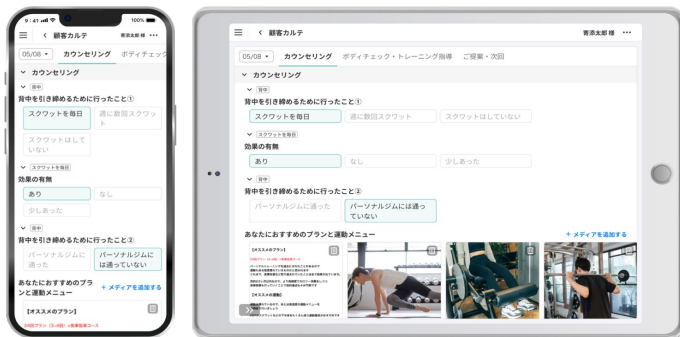 9:41
100%
顧客カルテ
寄添太郎 様
05/08
カウンセリング
ボディチェック
カウンセリング
背中
背中を引き締めるために行ったこと①
スクワットを毎日
週に数回スクワット
スクワットはしていない
スクワットを毎日
効果の有無
あり
なし
少しあった
背中
背中を引き締めるために行ったこと②
パーソナルジムに通った
パーソナルジムには通っていない
あなたにおすすめのプランと運動メニュー
+ メディアを追加する
【オススメのプラン】
顧客カルテ
寄添太郎 様
05/08
カウンセリング
ボディチェック・トレーニング指導
ご提案・次回
カウンセリング
背中
背中を引き締めるために行ったこと①
スクワットを毎日
週に数回スクワット
スクワットはしていない
スクワットを毎日
効果の有無
あり
なし
少しあった
背中
背中を引き締めるために行ったこと②
パーソナルジムに通った
パーソナルジムには通っていない
あなたにおすすめのプランと運動メニュー
+ メディアを追加する
【オススメのプラン】
【オススメの運動】